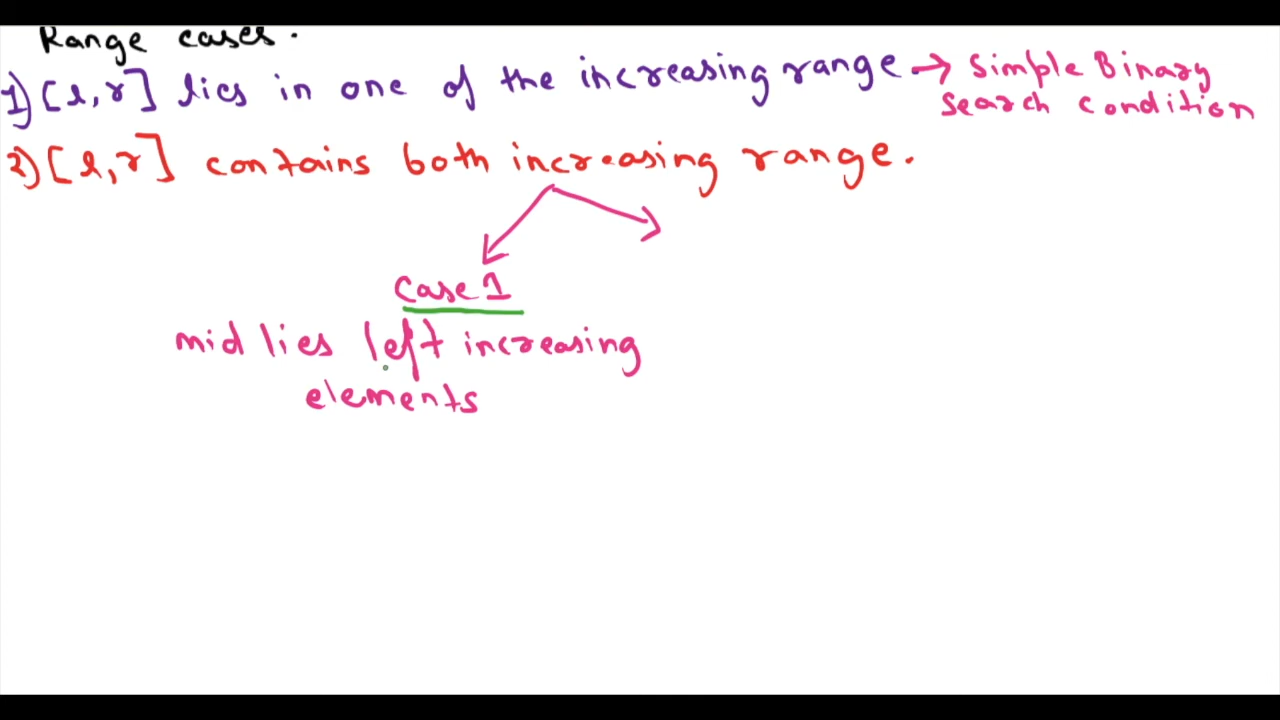 Range cases.
1) [l, r] lies in one of the increasing range. → Simple Binary
Search condition
2) [l, r] contains both increasing range.
Case 1
mid lies left increasing
elements